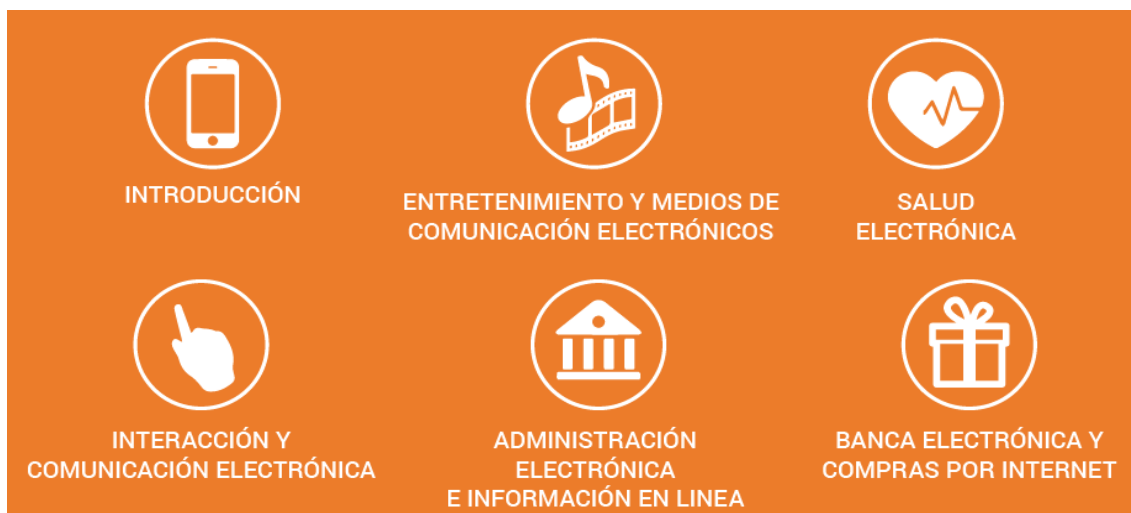 INTRODUCCIÓN
ENTRETENIMIENTO Y MEDIOS DE
COMUNICACIÓN ELECTRÓNICOS
SALUD
ELECTRÓNICA
INTERACCIÓN Y
COMUNICACIÓN ELECTRÓNICA
ADMINISTRACIÓN
ELECTRÓNICA
E INFORMACIÓN EN LINEA
BANCA ELECTRÓNICA Y
COMPRAS POR INTERNET